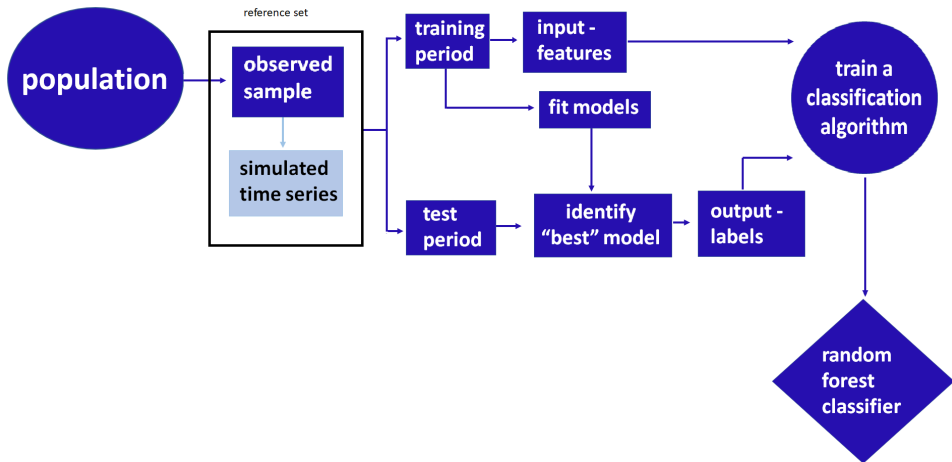 reference set
population
observed
sample
simulated
time series
training
period
input -
features
fit models
test
period
identify
“best” model
output -
labels
train a
classification
algorithm
random
forest
classifier